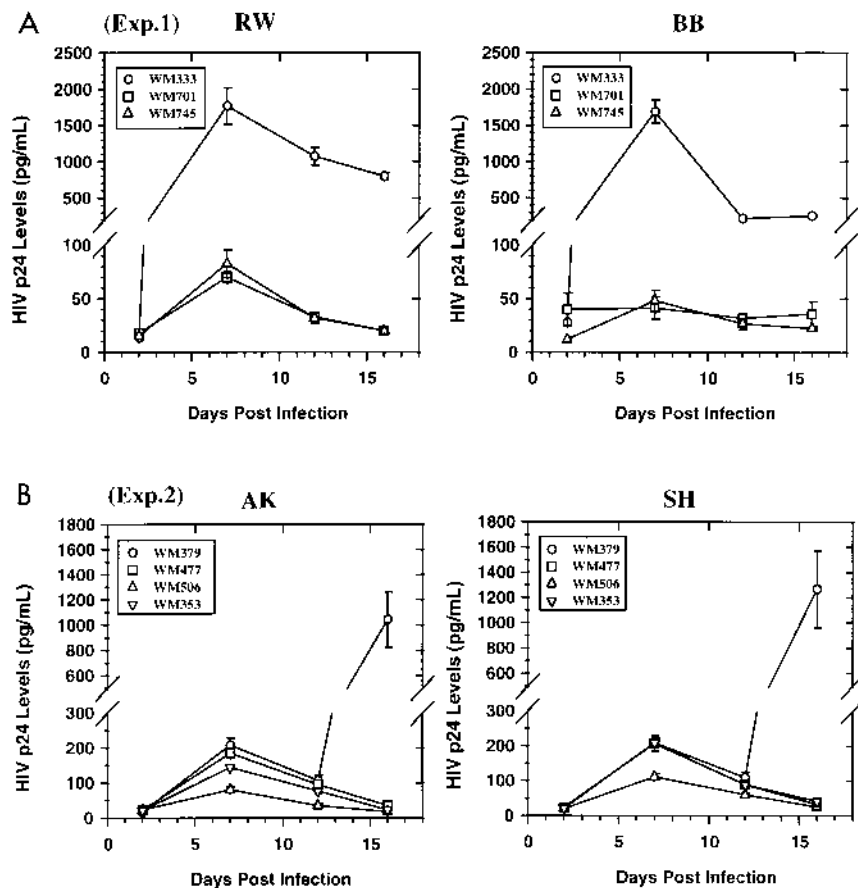 A
(Exp.1)
RW
HIV p24 Levels (pg/mL)
2500
2000
1500
1000
500
100
50
0
WM333
WM701
WM745
0 5 10 15
Days Post Infection
BB
HIV p24 Levels (pg/mL)
2500
2000
1500
1000
500
100
50
0
WM333
WM701
WM745
0 5 10 15
Days Post Infection
B
(Exp.2)
AK
HIV p24 Levels (pg/mL)
1800
1600
1400
1200
1000
800
600
300
200
100
0
WM379
WM477
WM506
WM353
0 5 10 15
Days Post Infection
SH
HIV p24 Levels (pg/mL)
1800
1600
1400
1200
1000
800
600
300
200
100
0
WM379
WM477
WM506
WM353
0 5 10 15
Days Post Infection